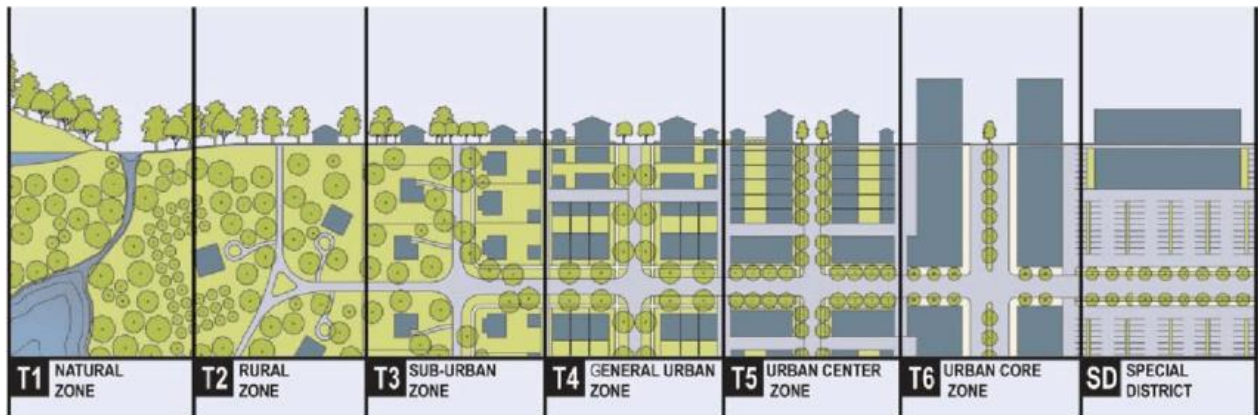 T1 NATURAL
ZONE
T2 RURAL
ZONE
T3 SUB-URBAN
ZONE
T4 GENERAL URBAN
ZONE
T5 URBAN CENTER
ZONE
T6 URBAN CORE
ZONE
SD SPECIAL
DISTRICT